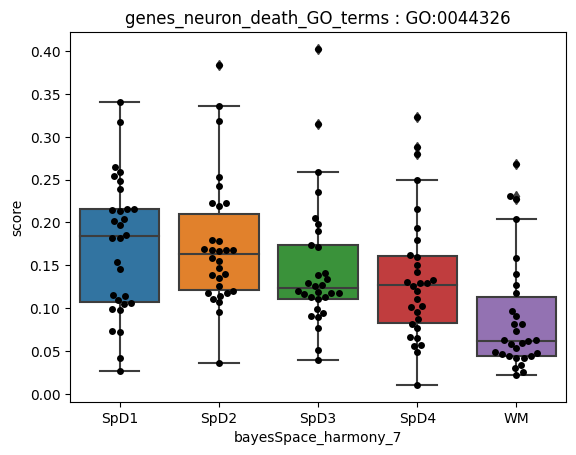 genes_neuron_death_GO_terms : GO:0044326
0.40
0.35
0.30
0.25
0.20
0.15
0.10
0.05
0.00
score
SpD1 SpD2 SpD3 SpD4 WM
bayesSpace_harmony_7